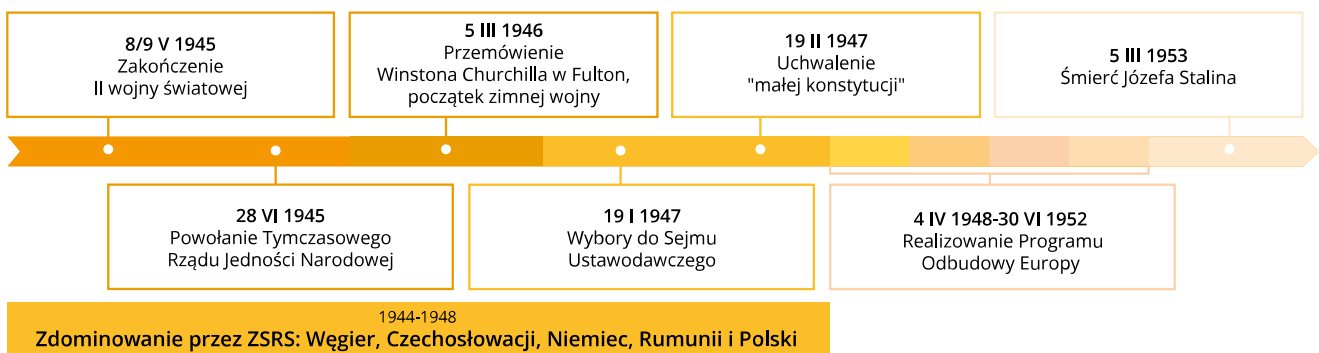 8/9 V 1945
Zakończenie
II wojny światowej
5 III 1946
Przemówienie
Winstona Churchilla w Fulton,
początek zimnej wojny
19 II 1947
Uchwalenie
"małej konstytucji"
5 III 1953
Śmierć Józefa Stalina
28 VI 1945
Powołanie Tymczasowego
Rządu Jedności Narodowej
19 I 1947
Wybory do Sejmu
Ustawodawczego
4 IV 1948-30 VI 1952
Realizowanie Programu
Odbudowy Europy
1944-1948
Zdominowanie przez ZSRS: Węgier, Czechosłowacji, Niemiec, Rumunii i Polski